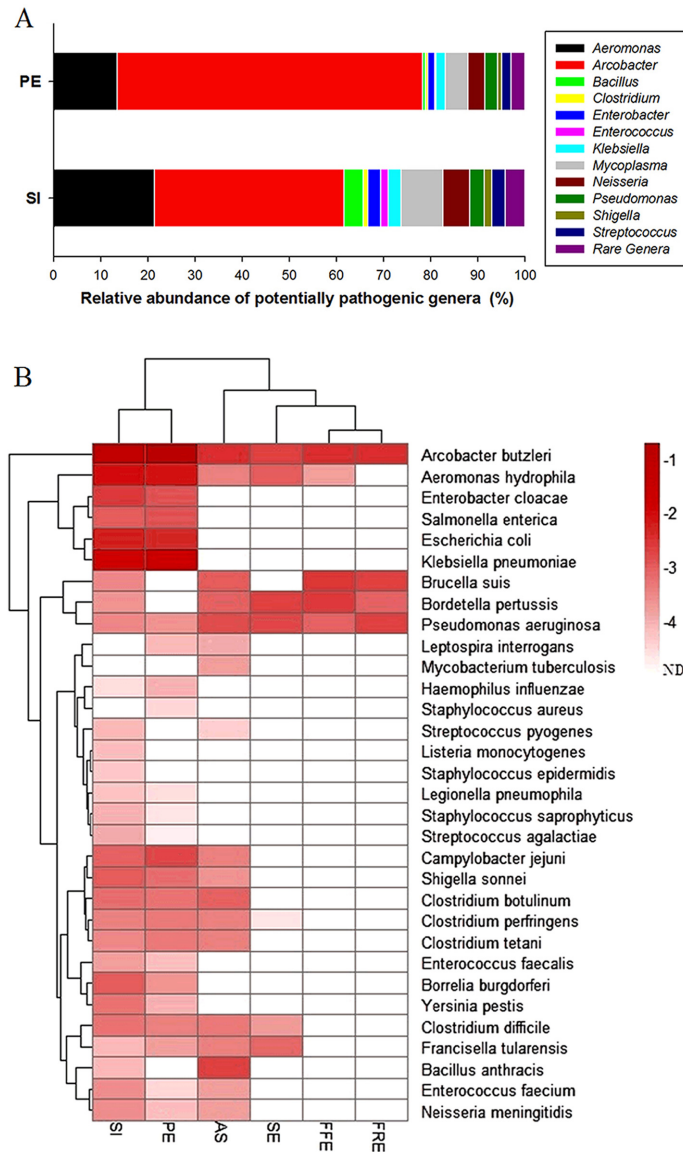 A
PE
SI
0 10 20 30 40 50 60 70 80 90 100
Relative abundance of potentially pathogenic genera (%)
Aeromonas
Arcobacter
Bacillus
Clostridium
Enterobacter
Enterococcus
Klebsiella
Mycoplasma
Neisseria
Pseudomonas
Shigella
Streptococcus
Rare Genera
B
Arcobacter butzleri
Aeromonas hydrophila
Enterobacter cloacae
Salmonella enterica
Escherichia coli
Klebsiella pneumoniae
Brucella suis
Bordetella pertussis
Pseudomonas aeruginosa
Leptospira interrogans
Mycobacterium tuberculosis
Haemophilus influenzae
Staphylococcus aureus
Streptococcus pyogenes
Listeria monocytogenes
Staphylococcus epidermidis
Legionella pneumophila
Staphylococcus saprophyticus
Streptococcus agalactiae
Campylobacter jejuni
Shigella sonnei
Clostridium botulinum
Clostridium perfringens
Clostridium tetani
Enterococcus faecalis
Borrelia burgdorferi
Yersinia pestis
Clostridium difficile
Francisella tularensis
Bacillus anthracis
Enterococcus faecium
Neisseria meningitidis
SI PE AS SE FFE FRE
-1
-2
-3
-4
ND